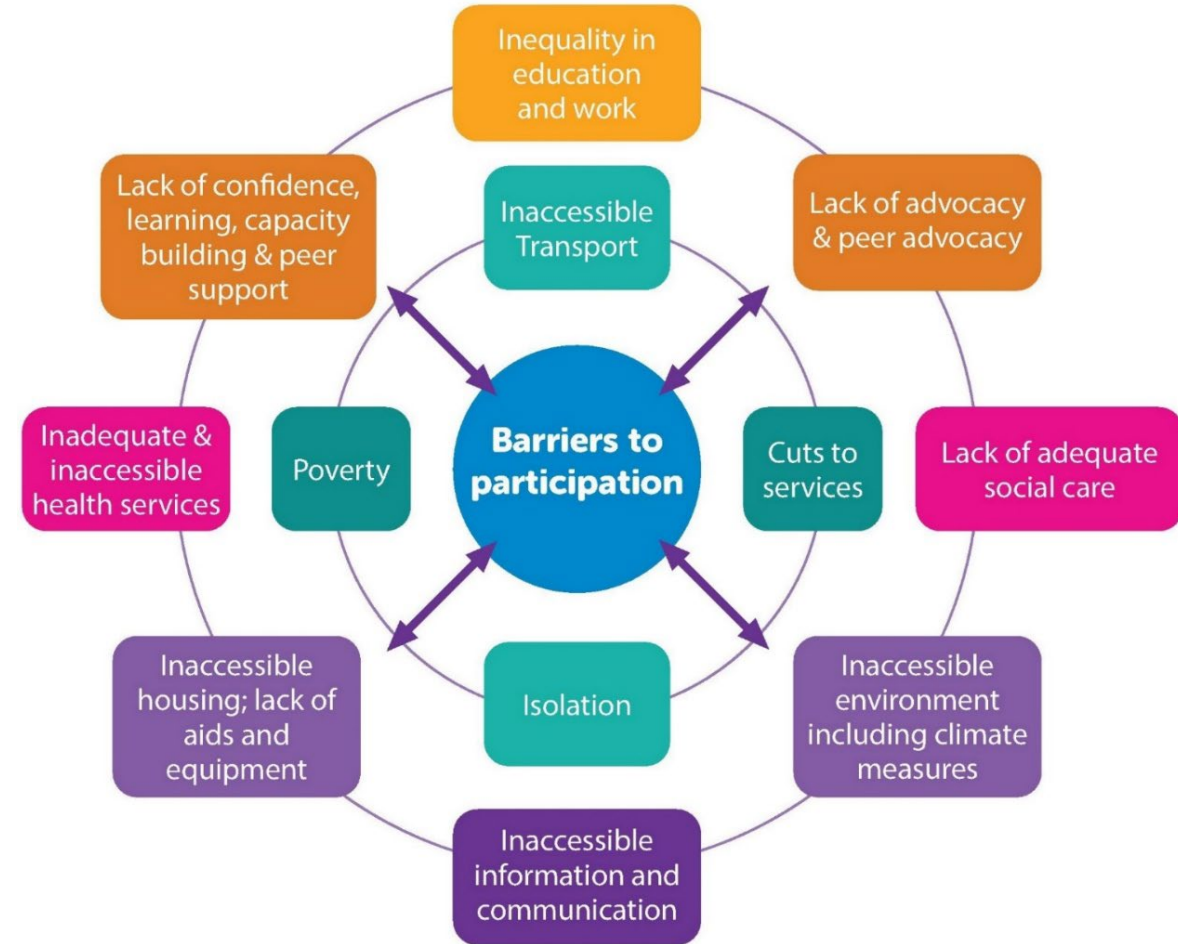 Inequality in
education
and work
Lack of confidence,
learning, capacity
building & peer
support
Inaccessible
Transport
Lack of advocacy
& peer advocacy
Inadequate &
inaccessible
health services
Poverty
Barriers to
participation
Cuts to
services
Lack of adequate
social care
Inaccessible
housing; lack of
aids and
equipment
Isolation
Inaccessible
environment
including climate
measures
Inaccessible
information and
communication